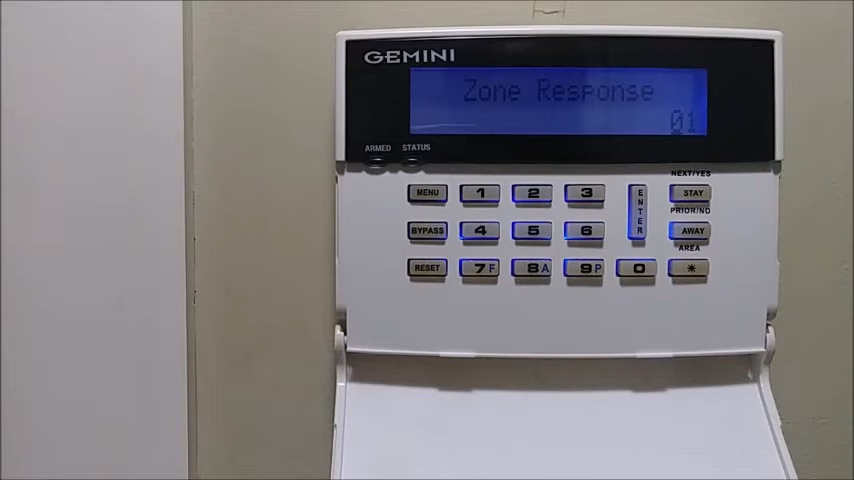 GEMINI
Zone Response
01
ARMED STATUS
NEXT/YES
MENU 1 2 3 ENTER STAY
PRIOR/NO
BYPASS 4 5 6 AWAY
AREA
RESET 7F 8A 9P 0 *